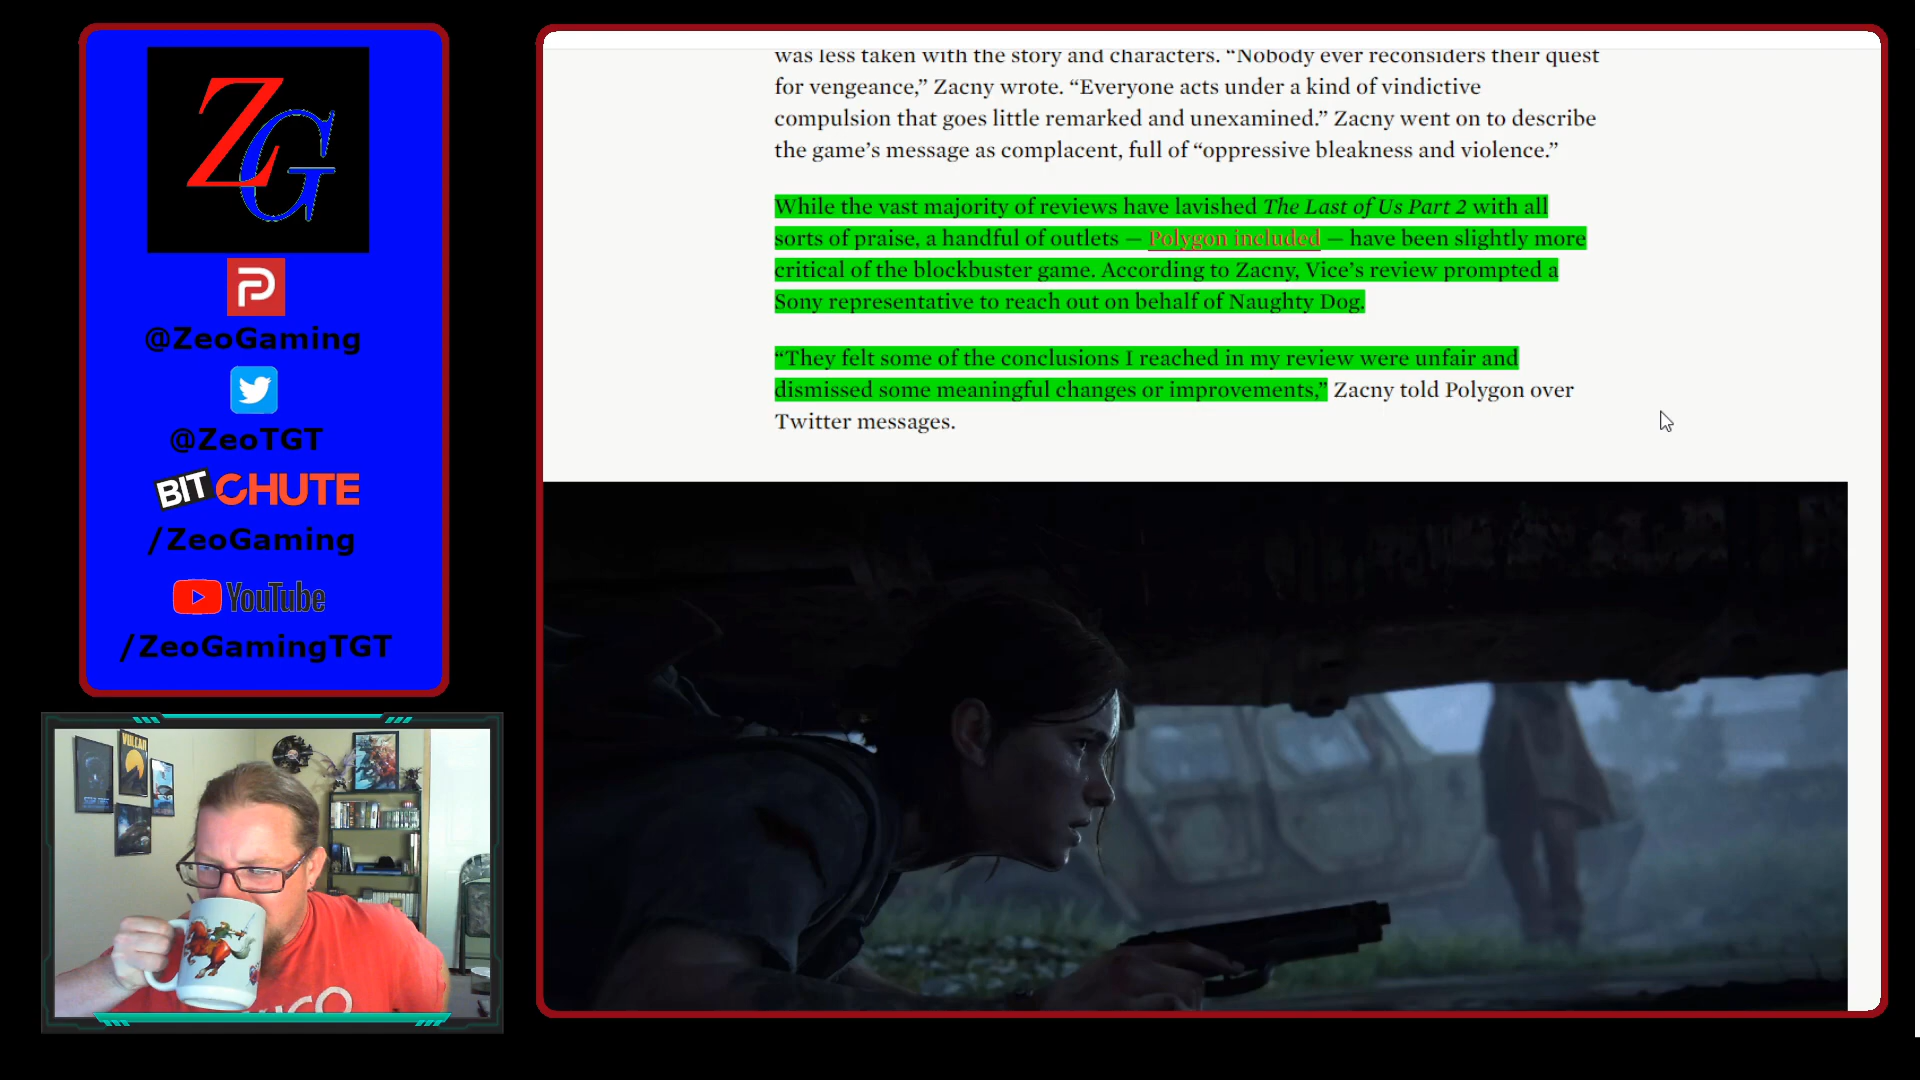 ZG
@ZeoGaming
@ZeoTGT
BITCHUTE
/ZeoGaming
YouTube
/ZeoGamingTGT
VULCAN
was less taken with the story and characters. “Nobody ever reconsiders their quest
for vengeance,” Zacny wrote. “Everyone acts under a kind of vindictive
compulsion that goes little remarked and unexamined.” Zacny went on to describe
the game’s message as complacent, full of “oppressive bleakness and violence.”
While the vast majority of reviews have lavished The Last of Us Part 2 with all
sorts of praise, a handful of outlets — Polygon included — have been slightly more
critical of the blockbuster game. According to Zacny, Vice’s review prompted a
Sony representative to reach out on behalf of Naughty Dog.
“They felt some of the conclusions I reached in my review were unfair and
dismissed some meaningful changes or improvements,” Zacny told Polygon over
Twitter messages.